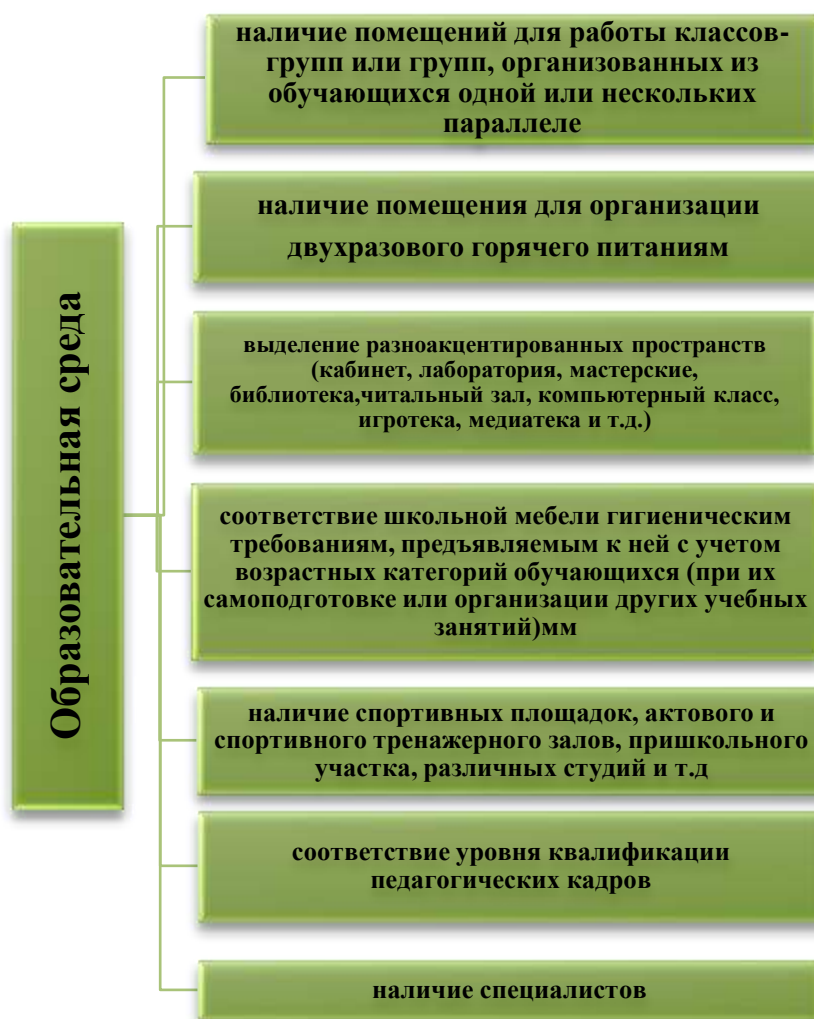 Образовательная среда
наличие помещений для работы классов-
групп или групп, организованных из
обучающихся одной или нескольких
параллеле
наличие помещения для организации
двухразового горячего питаниям
выделение разноакцентированных пространств
(кабинет, лаборатория, мастерские,
библиотека,читальный зал, компьютерный класс,
игротека, медиатека и т.д.)
соответствие школьной мебели гигиеническим
требованиям, предъявляемым к ней с учетом
возрастных категорий обучающихся (при их
самоподготовке или организации других учебных
занятий)мм
наличие спортивных площадок, актового и
спортивного тренажерного залов, пришкольного
участка, различных студий и т.д
соответствие уровня квалификации
педагогических кадров
наличие специалистов